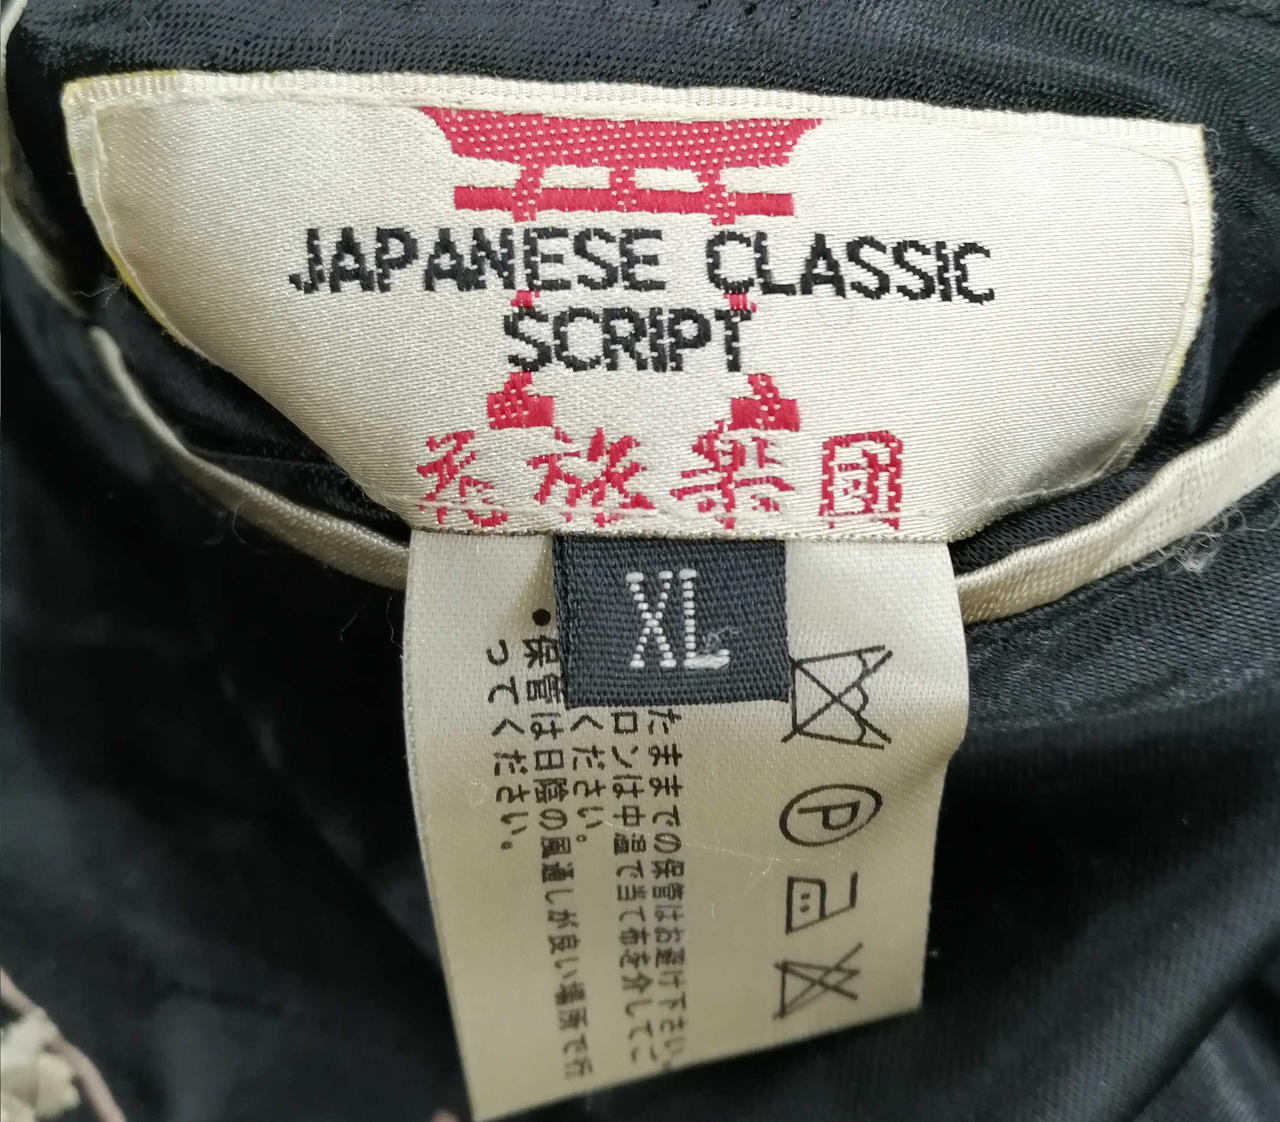 JAPANESE CLASSIC
SCRIPT
恋旅楽団
XL
たままでの保管はお避け下さい。
ロンは中温で当て布を介してご
ください。
・保管は日陰の風通しが良い場所で行
ってください。
P